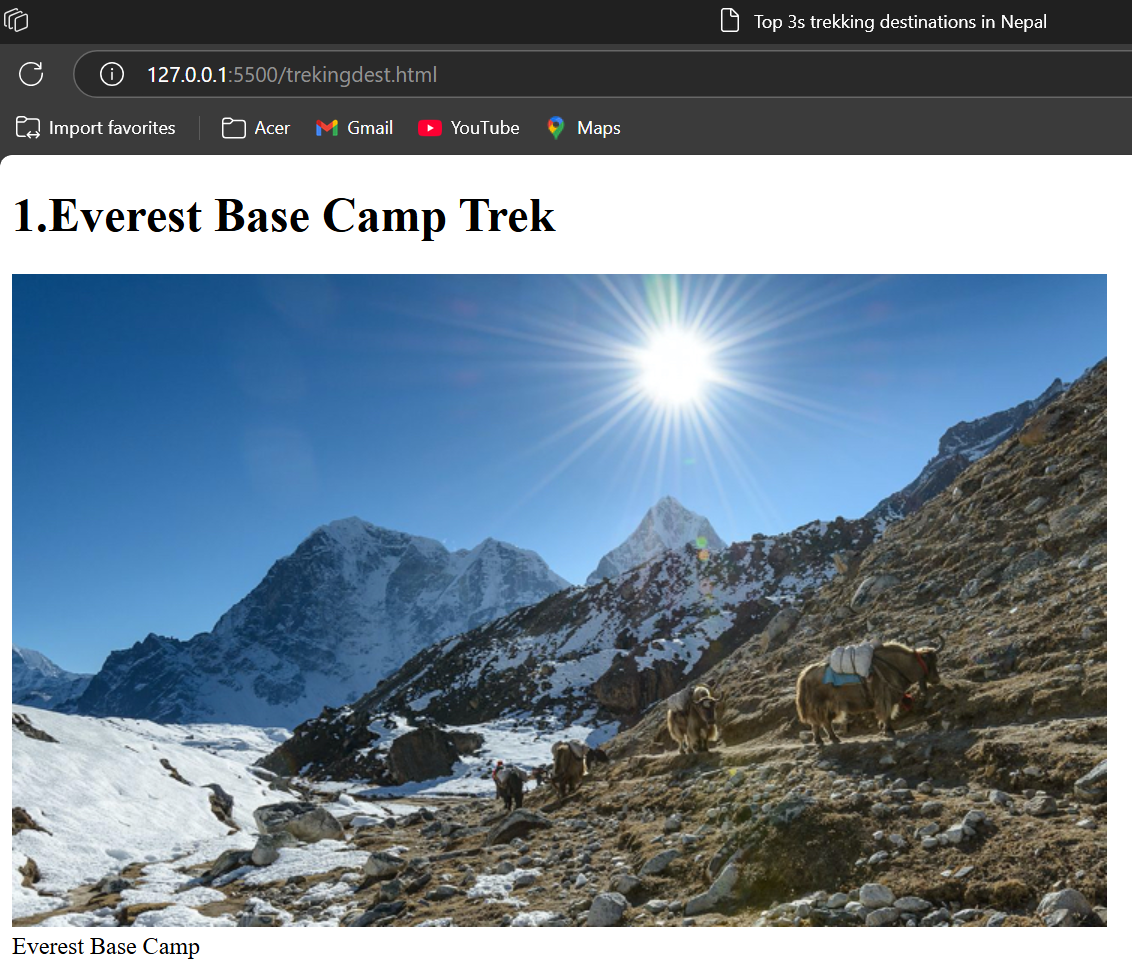 Top 3s trekking destinations in Nepal
127.0.0.1:5500/trekingdest.html
Import favorites Acer Gmail YouTube Maps
1.Everest Base Camp Trek
Everest Base Camp